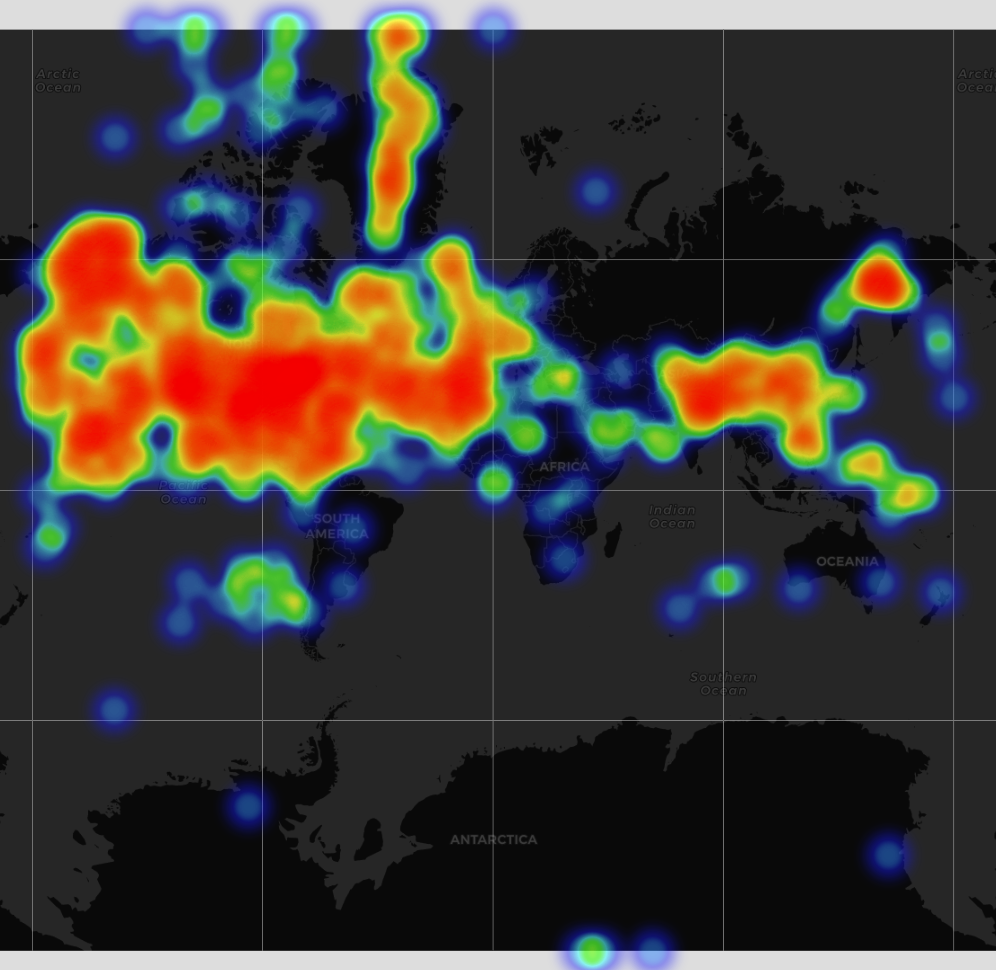 Arctic
Ocean
Arctic
Ocean
AFRICA
Pacific
Ocean
SOUTH
AMERICA
Indian
Ocean
OCEANIA
Southern
Ocean
ANTARCTICA